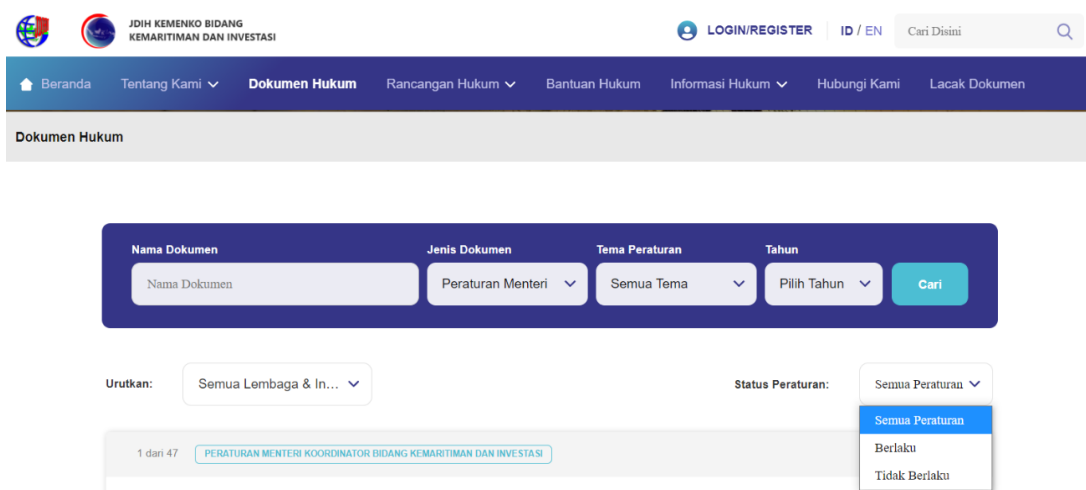 JDIH KEMENKO BIDANG
KEMARITIMAN DAN INVESTASI
LOGIN/REGISTER
ID / EN
Cari Disini
Beranda
Tentang Kami
Dokumen Hukum
Rancangan Hukum
Bantuan Hukum
Informasi Hukum
Hubungi Kami
Lacak Dokumen
Dokumen Hukum
Nama Dokumen
Jenis Dokumen
Tema Peraturan
Tahun
Nama Dokumen
Peraturan Menteri
Semua Tema
Pilih Tahun
Cari
Urutkan:
Semua Lembaga & In...
Status Peraturan:
Semua Peraturan
Semua Peraturan
Berlaku
Tidak Berlaku
1 dari 47
PERATURAN MENTERI KOORDINATOR BIDANG KEMARITIMAN DAN INVESTASI